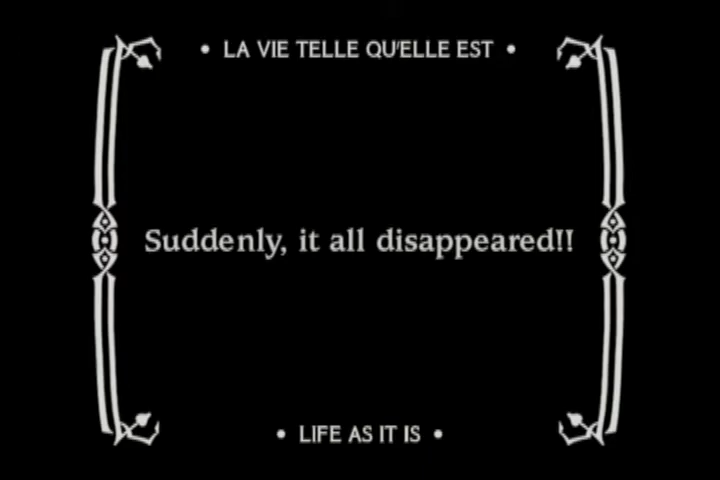 • LA VIE TELLE QU'ELLE EST •
Suddenly, it all disappeared!!
• LIFE AS IT IS •